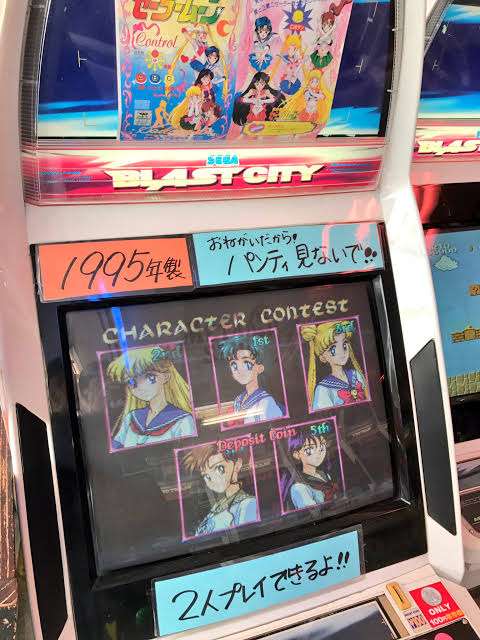 セーラームーン
Control
SEGA
BLAST CITY
1995年製
おねがいだから♥
パンティ見ないで!!
CHARACTER CONTEST
2nd
1st
3rd
Deposit Coin
5th
2人プレイできるよ!!
ONLY